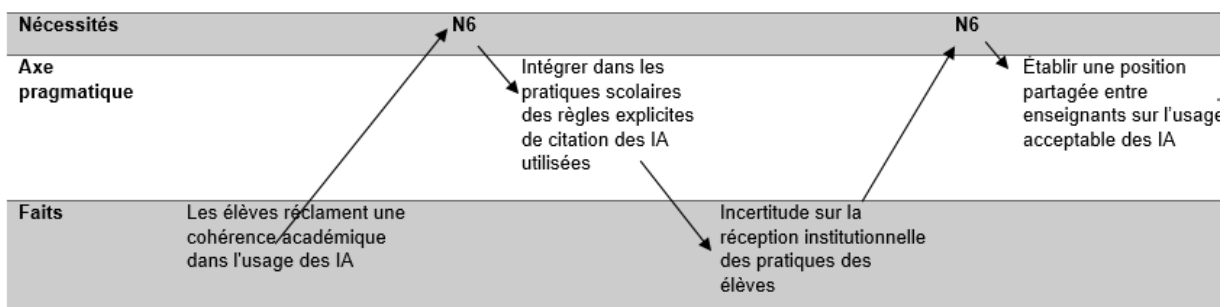 Nécessités
N6
N6
Axe
pragmatique
Intégrer dans les
pratiques scolaires
des règles explicites
de citation des IA
utilisées
Établir une position
partagée entre
enseignants sur l'usage
acceptable des IA
Faits
Les élèves réclament une
cohérence académique
dans l'usage des IA
Incertitude sur la
réception institutionnelle
des pratiques des
élèves